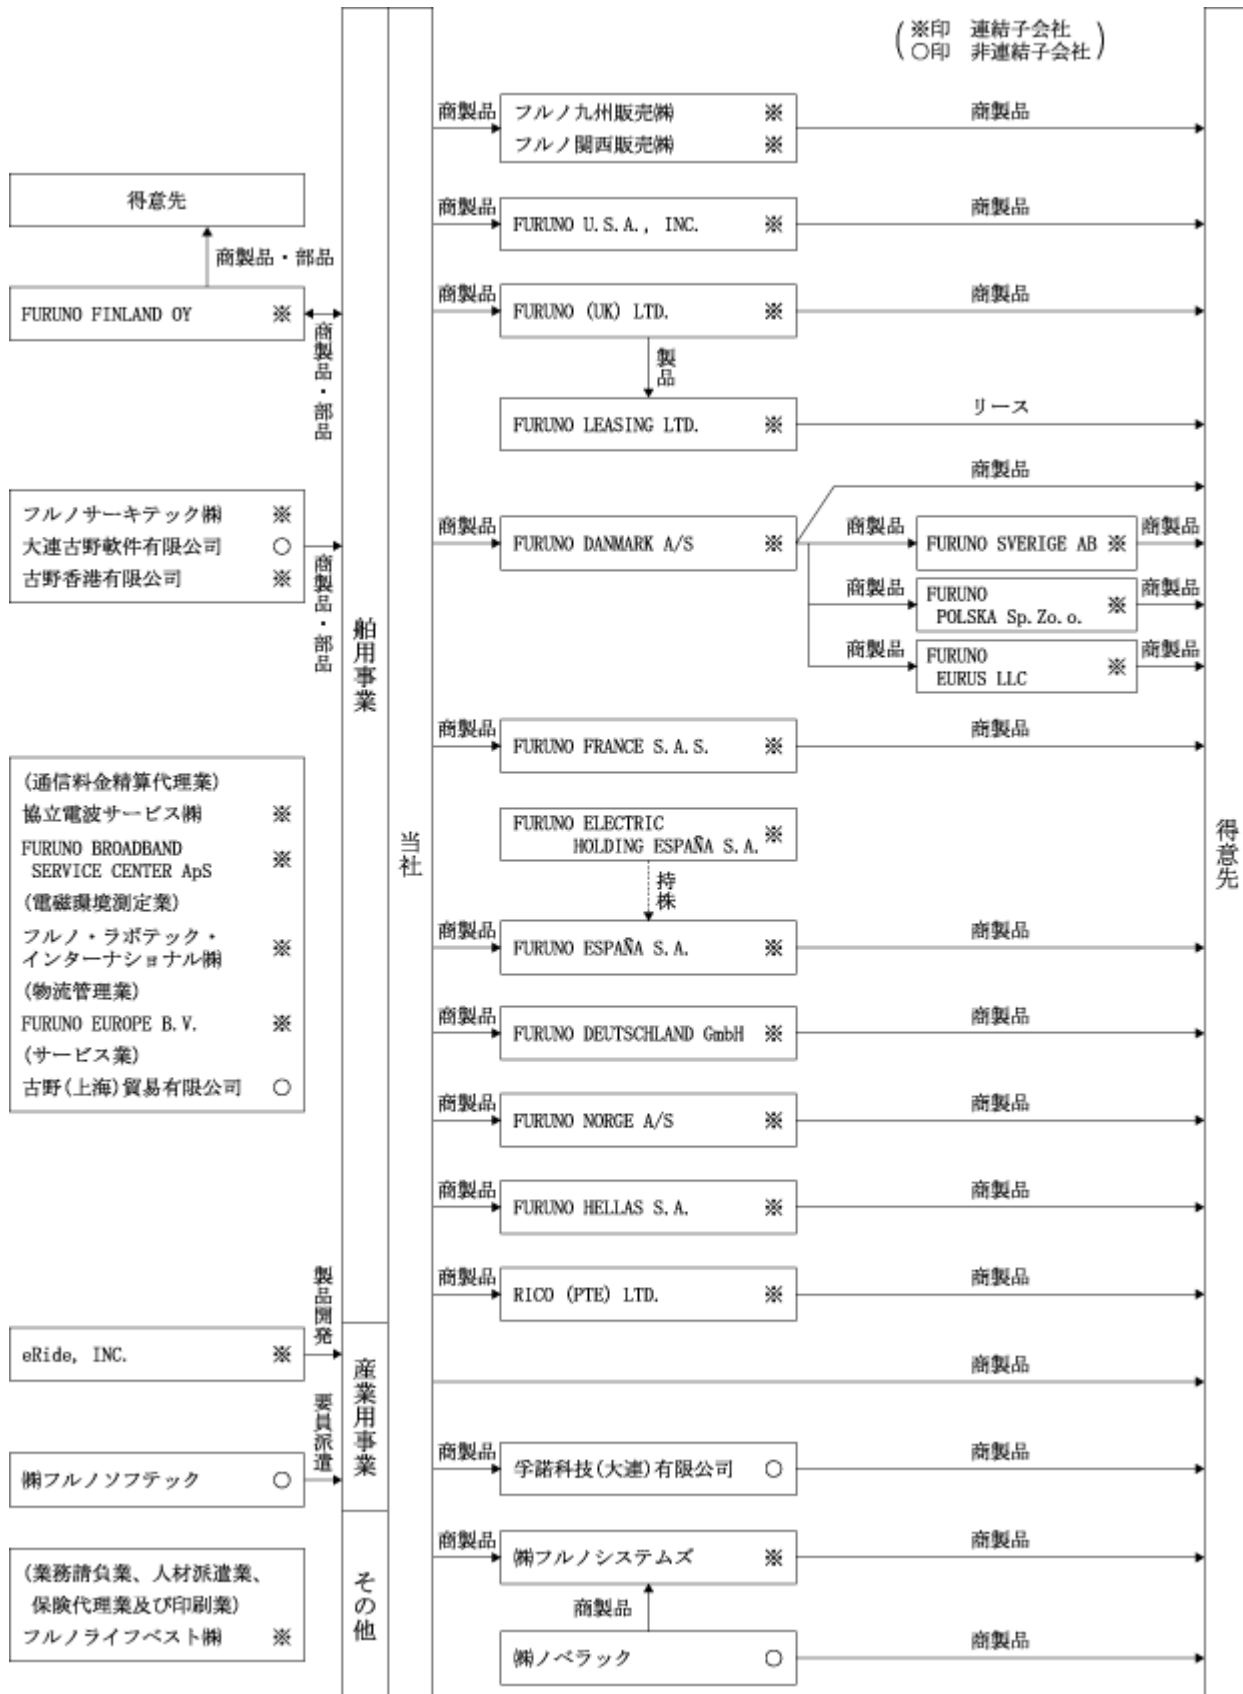 ※印 連結子会社
○印 非連結子会社
商製品
フルノ九州販売㈱ ※
フルノ関西販売㈱ ※
商製品
得意先
商製品・部品
FURUNO FINLAND OY ※
商製品・部品
フルノサーキテック㈱ ※
大連古野軟件有限公司 ○
古野香港有限公司 ※
商製品・部品
(通信料金精算代理業)
協立電波サービス㈱ ※
FURUNO BROADBAND
SERVICE CENTER ApS ※
(電磁環境測定業)
フルノ・ラボテック・
インターナショナル㈱ ※
(物流管理業)
FURUNO EUROPE B.V. ※
(サービス業)
古野(上海)貿易有限公司 ○
製品開発
eRide, INC. ※
要員派遣
㈱フルノソフテック ○
(業務請負業、人材派遣業、
保険代理業及び印刷業)
フルノライフベスト㈱ ※
舶用事業
産業用事業
その他
当社
商製品
FURUNO U.S.A., INC. ※
商製品
商製品
FURUNO (UK) LTD. ※
商製品
製品
FURUNO LEASING LTD. ※
リース
商製品
商製品
FURUNO DANMARK A/S ※
商製品
FURUNO SVERIGE AB ※
商製品
商製品
FURUNO
POLSKA Sp.Zo.o. ※
商製品
商製品
FURUNO
EURUS LLC ※
商製品
商製品
FURUNO FRANCE S.A.S. ※
商製品
FURUNO ELECTRIC
HOLDING ESPAÑA S.A. ※
持株
商製品
FURUNO ESPAÑA S.A. ※
商製品
商製品
FURUNO DEUTSCHLAND GmbH ※
商製品
商製品
FURUNO NORGE A/S ※
商製品
商製品
FURUNO HELLAS S.A. ※
商製品
商製品
RICO (PTE) LTD. ※
商製品
商製品
商製品
孚諾科技(大連)有限公司 ○
商製品
商製品
㈱フルノシステムズ ※
商製品
商製品
㈱ノベラック ○
商製品
得意先